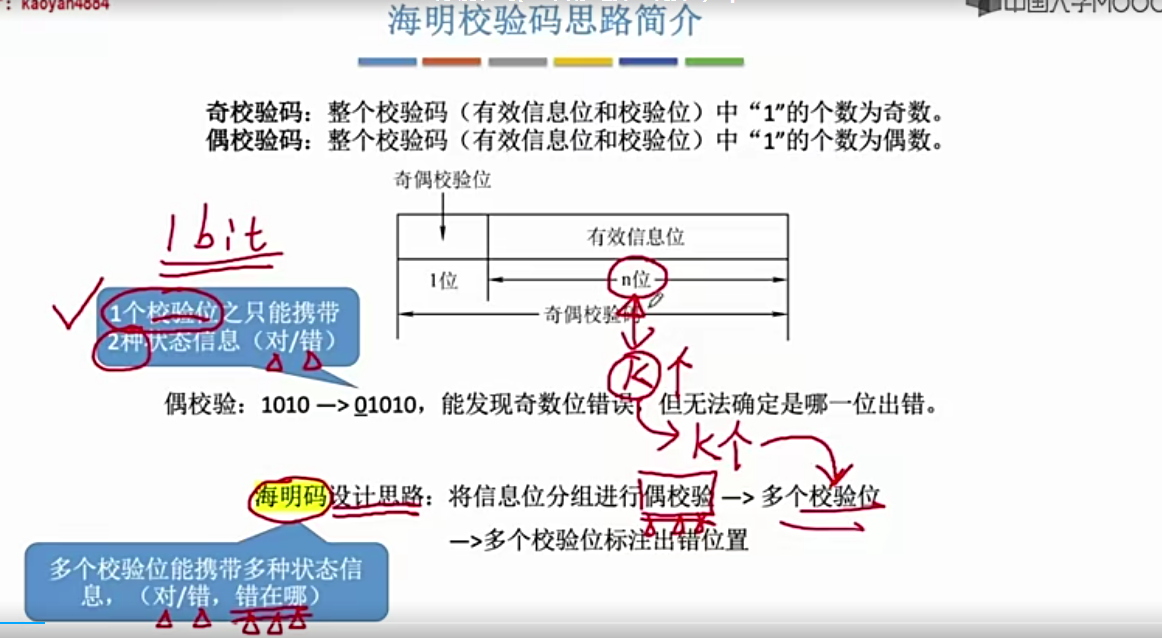 ：kaoyan4884
中国大学MOOC
海明校验码思路简介
奇校验码：整个校验码（有效信息位和校验位）中“1”的个数为奇数。
偶校验码：整个校验码（有效信息位和校验位）中“1”的个数为偶数。
奇偶校验位
1 bit
有效信息位
1位
n位
奇偶校验码
1个校验位之只能携带
2种状态信息（对/错）
K个
偶校验：1010 —> 01010，能发现奇数位错误，但无法确定是哪一位出错。
K个
海明码设计思路：将信息位分组进行偶校验 —> 多个校验位
—>多个校验位标注出错位置
多个校验位能携带多种状态信
息，（对/错，错在哪）